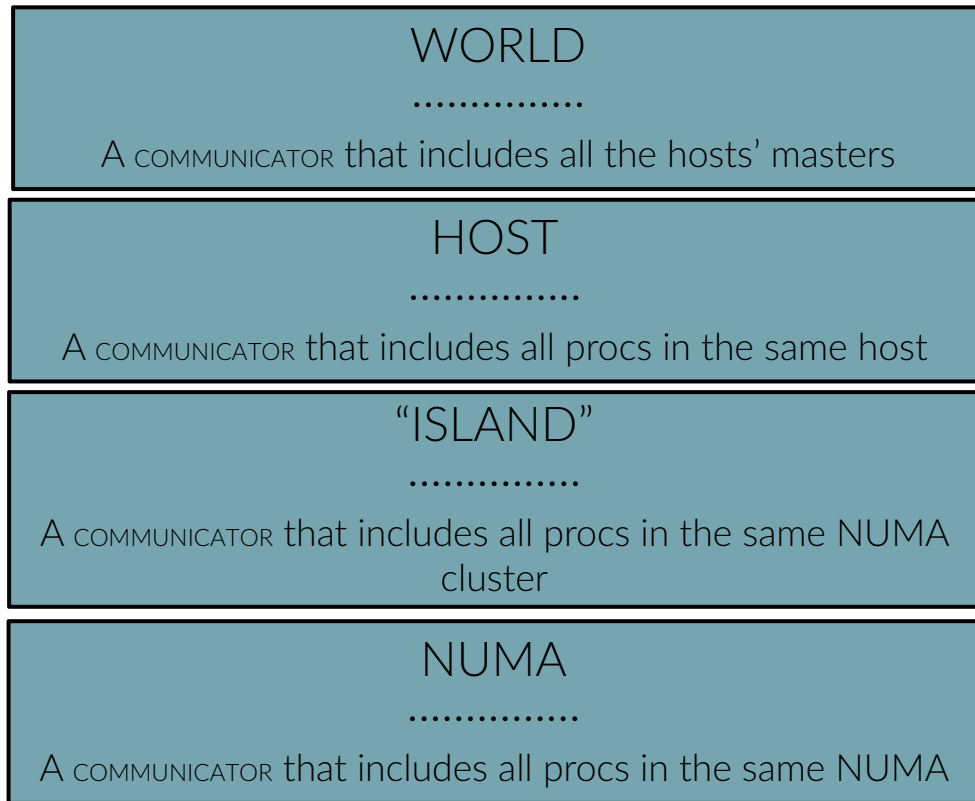 WORLD
...............
A COMMUNICATOR that includes all the hosts’ masters
HOST
...............
A COMMUNICATOR that includes all procs in the same host
“ISLAND”
...............
A COMMUNICATOR that includes all procs in the same NUMA
cluster
NUMA
...............
A COMMUNICATOR that includes all procs in the same NUMA